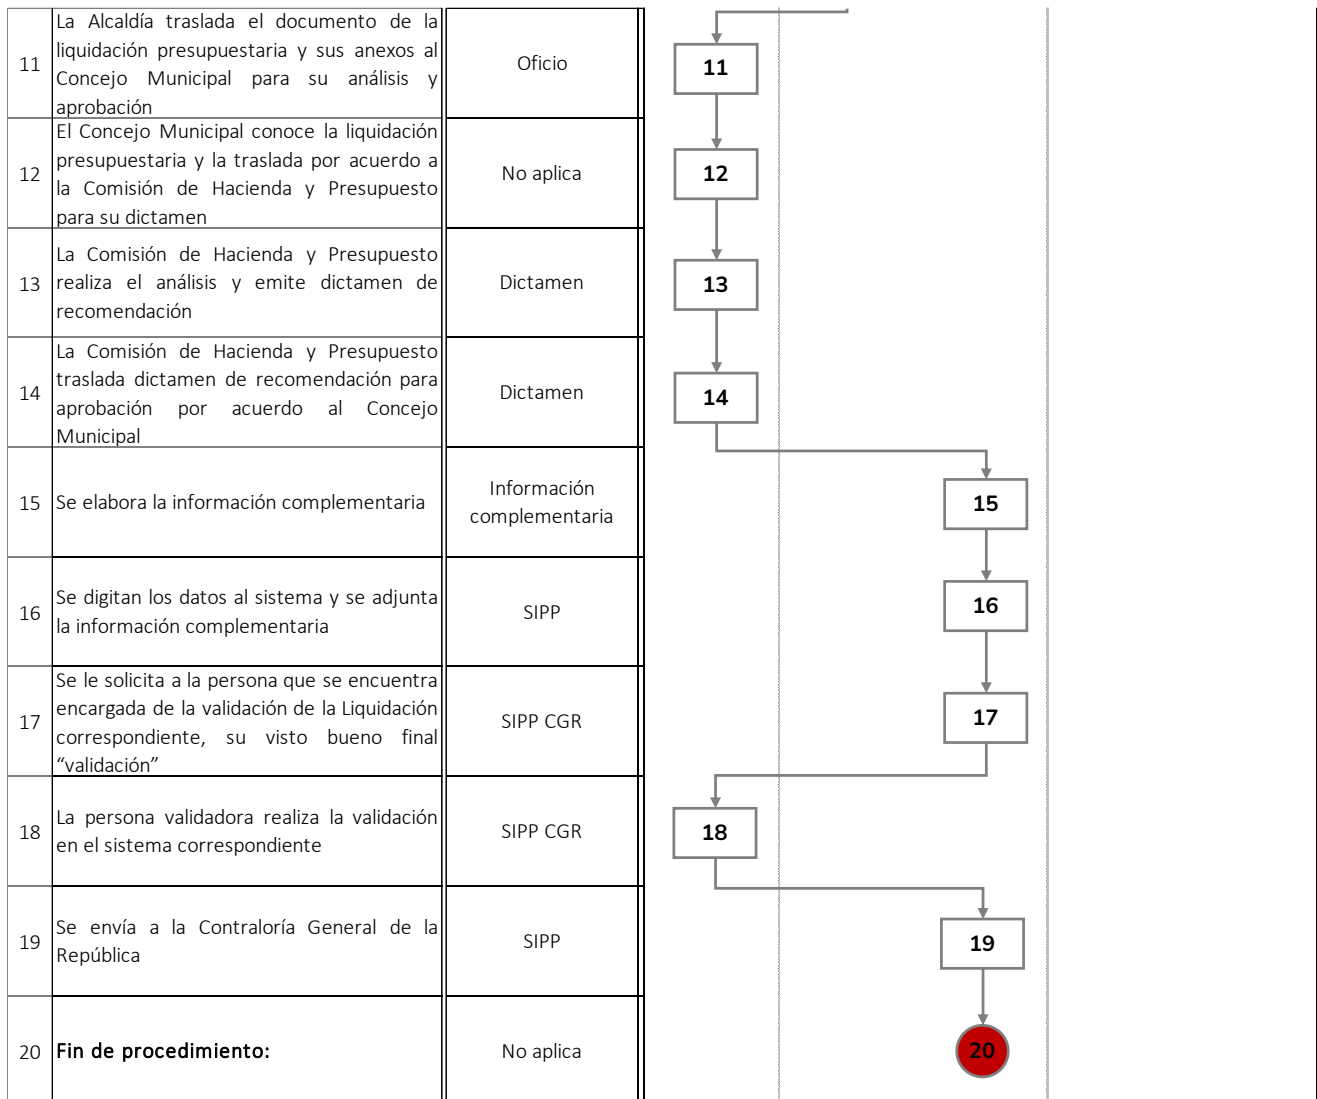 La Alcaldía traslada el documento de la
liquidación presupuestaria y sus anexos al
Concejo Municipal para su análisis y
aprobación
11
Oficio
11
El Concejo Municipal conoce la liquidación
presupuestaria y la traslada por acuerdo a
la Comisión de Hacienda y Presupuesto
para su dictamen
12
No aplica
12
La Comisión de Hacienda y Presupuesto
realiza el análisis y emite dictamen de
recomendación
13
Dictamen
13
La Comisión de Hacienda y Presupuesto
traslada dictamen de recomendación para
aprobación por acuerdo al Concejo
Municipal
14
Dictamen
14
15
Se elabora la información complementaria
Información
complementaria
15
16
Se digitan los datos al sistema y se adjunta
la información complementaria
SIPP
16
Se le solicita a la persona que se encuentra
encargada de la validación de la Liquidación
correspondiente, su visto bueno final
“validación”
17
SIPP CGR
17
18
La persona validadora realiza la validación
en el sistema correspondiente
SIPP CGR
18
19
Se envía a la Contraloría General de la
República
SIPP
19
20
Fin de procedimiento:
No aplica
20